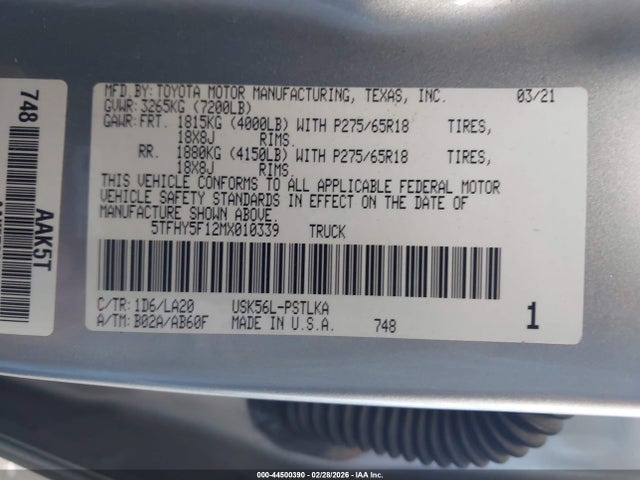 MFD.BY:TOYOTA MOTOR MANUFACTURING, TEXAS, INC. 03/21
GVWR:3265KG (7200LB)
GAWR:FRT. 1815KG (4000LB) WITH P275/65R18 TIRES,
18X8J RIMS.
RR. 1880KG (4150LB) WITH P275/65R18 TIRES,
18X8J RIMS.
THIS VEHICLE CONFORMS TO ALL APPLICABLE FEDERAL MOTOR
VEHICLE SAFETY STANDARDS IN EFFECT ON THE DATE OF
MANUFACTURE SHOWN ABOVE.
5TFHY5F12MX010339 TRUCK
C/TR:1D6/LA20 USK56L-PSTLKA
A/TM:B02A/AB60F MADE IN U.S.A. 748 1
748
AAK5T
000-44500390 - 02/28/2026 - IAA Inc.